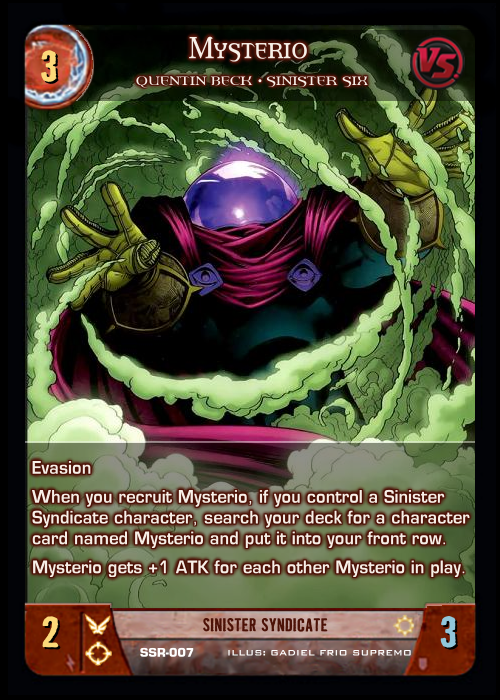 3
Mysterio
VS
Quentin Beck • Sinister Six
Evasion
When you recruit Mysterio, if you control a Sinister
Syndicate character, search your deck for a character
card named Mysterio and put it into your front row.
Mysterio gets +1 ATK for each other Mysterio in play.
2
SINISTER SYNDICATE
3
SSR-007
ILLUS: GADIEL FRIO SUPREMO